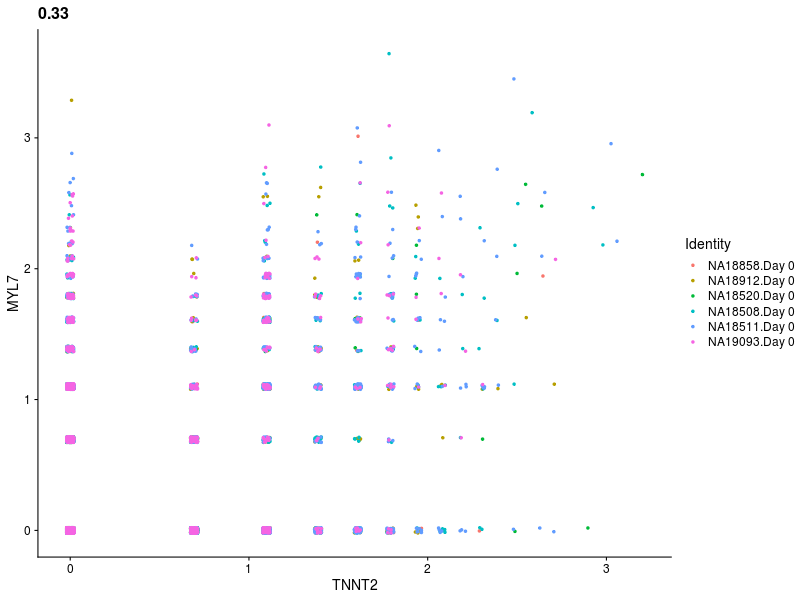 0.33
MYL7
3
2
1
0
0
1
2
3
TNNT2
Identity
NA18858.Day 0
NA18912.Day 0
NA18520.Day 0
NA18508.Day 0
NA18511.Day 0
NA19093.Day 0